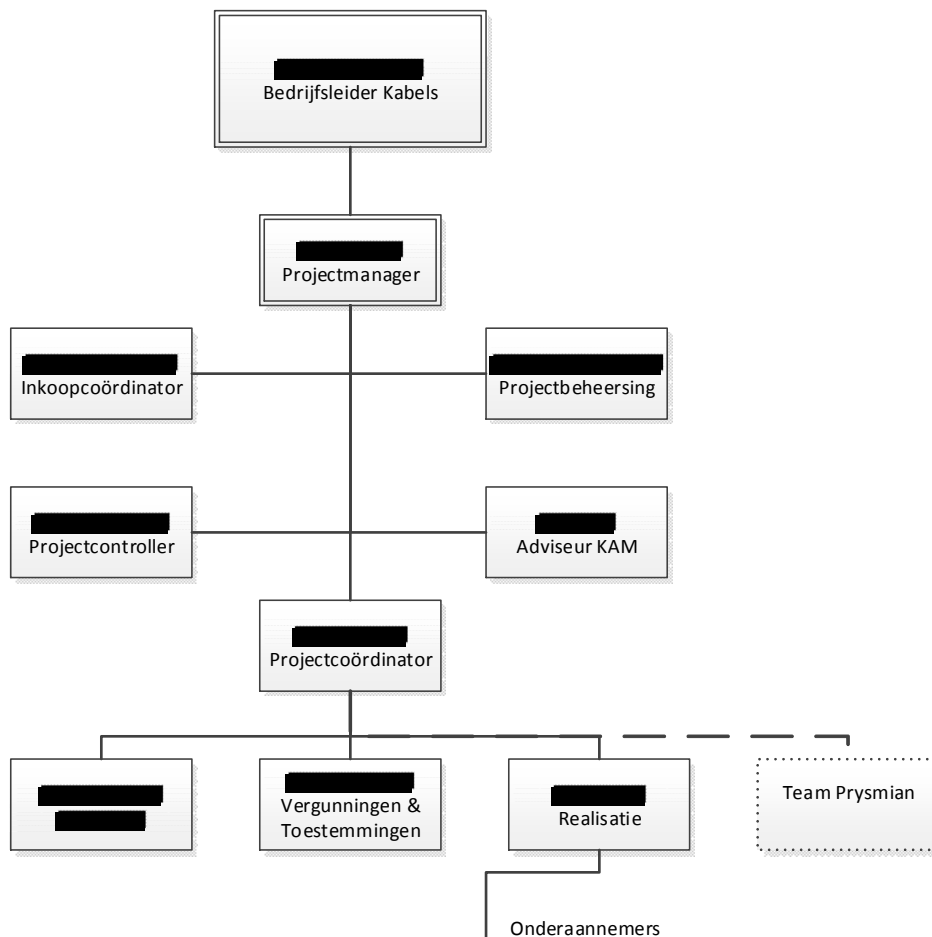 Bedrijfsleider Kabels
Projectmanager
Inkoopcoördinator
Projectbeheersing
Projectcontroller
Adviseur KAM
Projectcoördinator
Vergunningen &
Toestemmingen
Realisatie
Team Prysmian
Onderaannemers